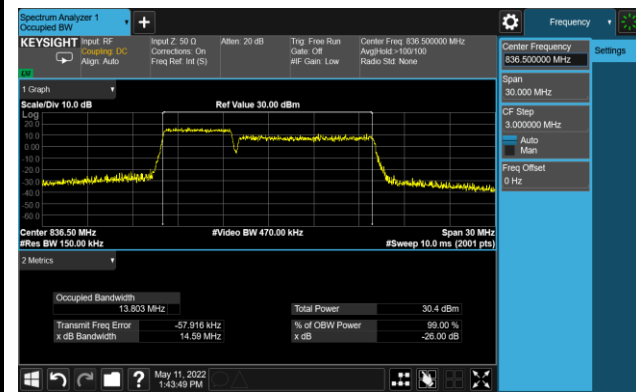 Spectrum Analyzer 1
Occupied BW
Frequency
KEYSIGHT
Input: RF
Coupling: DC
Align: Auto
Input Z: 50 Ω
Corrections: On
Freq Ref: Int (S)
Atten: 20 dB
Trig: Free Run
Gate: Off
#IF Gain: Low
Center Freq: 836.500000 MHz
Avg|Hold:>100/100
Radio Std: None
Center Frequency
836.500000 MHz
Settings
Span
30.000 MHz
CF Step
3.000000 MHz
Auto
Man
Freq Offset
0 Hz
1 Graph
Scale/Div 10.0 dB
Ref Value 30.00 dBm
Log
20.0
10.0
0.00
-10.0
-20.0
-30.0
-40.0
-50.0
-60.0
Center 836.50 MHz
#Video BW 470.00 kHz
Span 30 MHz
#Res BW 150.00 kHz
#Sweep 10.0 ms (2001 pts)
2 Metrics
Occupied Bandwidth
13.803 MHz
Total Power 30.4 dBm
Transmit Freq Error -57.916 kHz
% of OBW Power 99.00 %
x dB Bandwidth 14.59 MHz
x dB -26.00 dB
?
May 11, 2022
1:43:49 PM